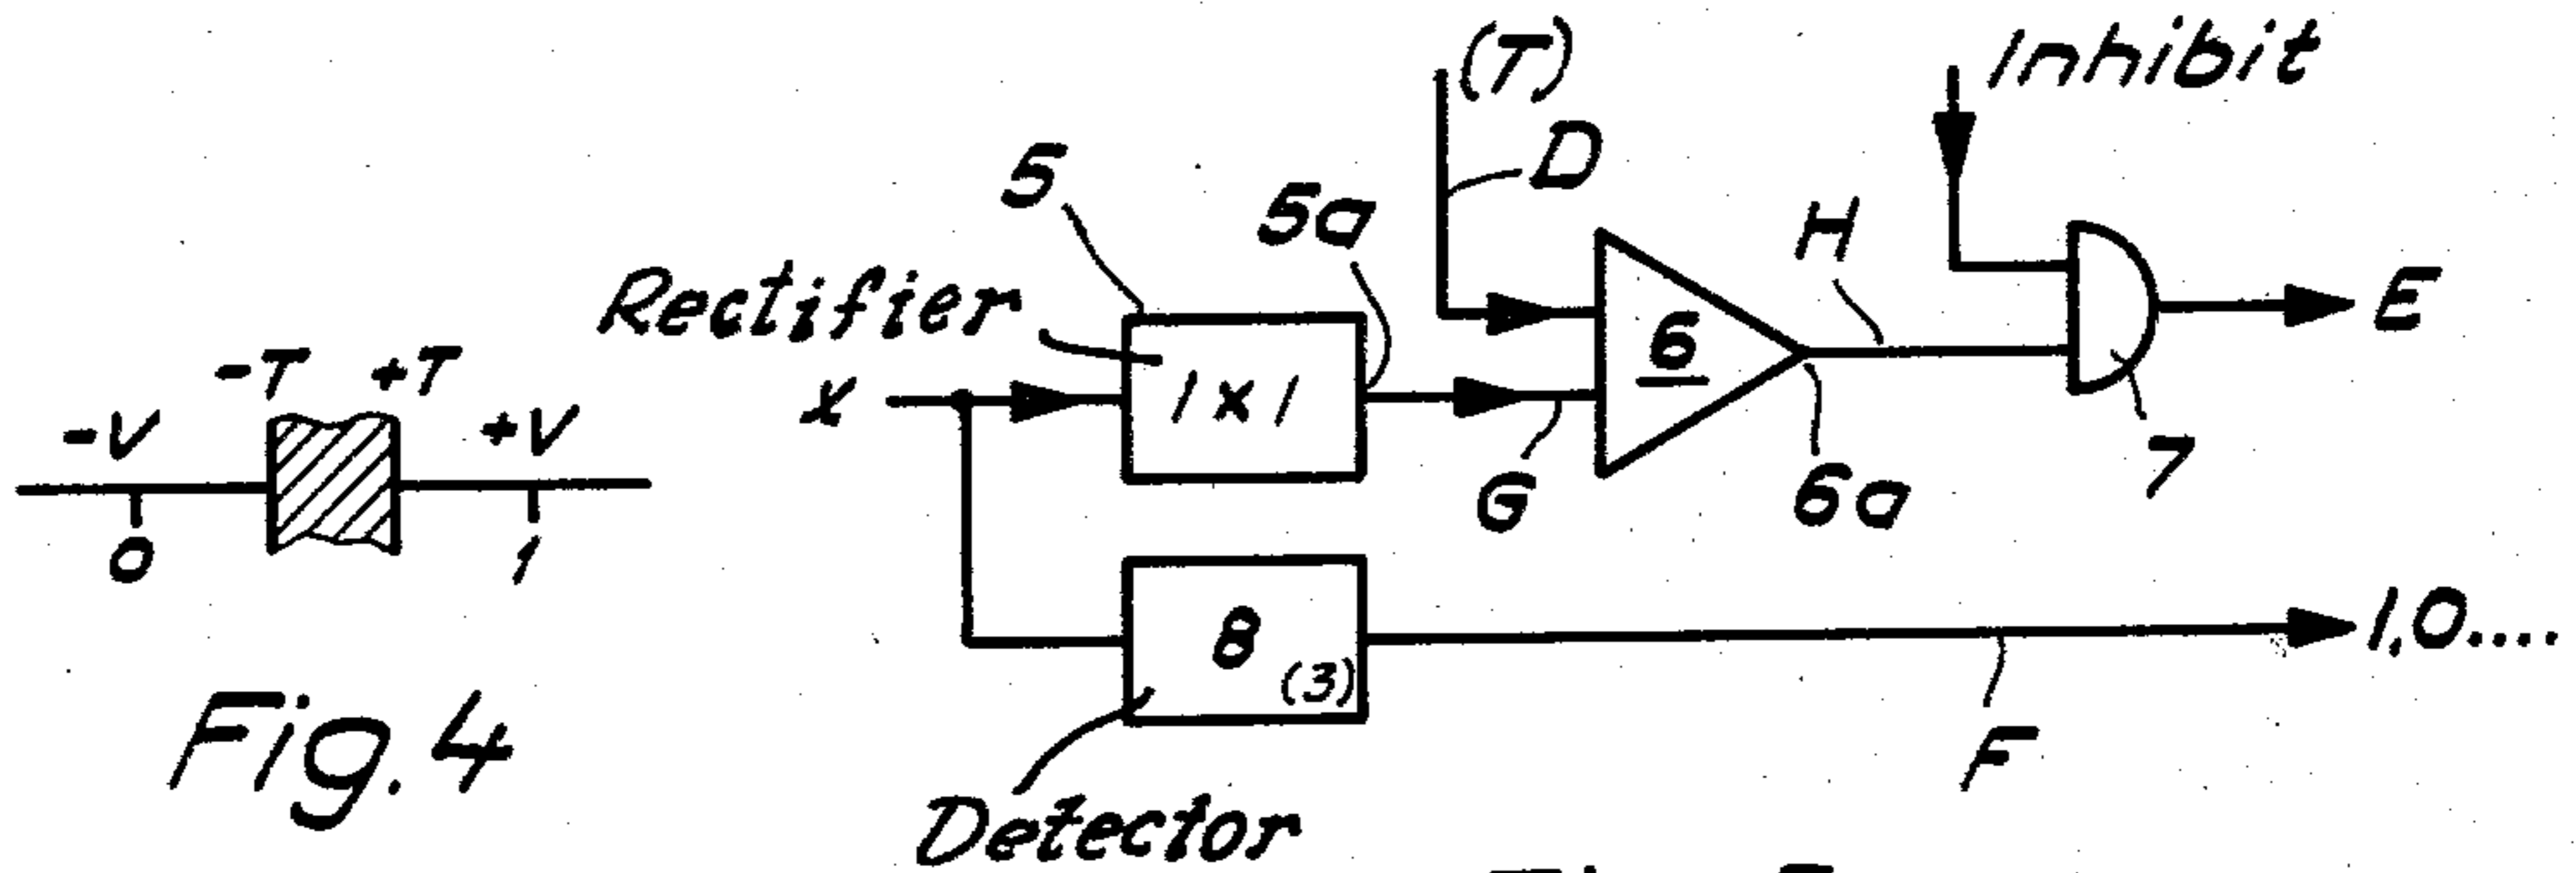 -V
-T
+T
+V
0
1
Fig. 4
(T)
D
Inhibit
5
5a
Rectifier
x
|x|
6
H
E
G
6a
7
8
(3)
1,0....
F
Detector